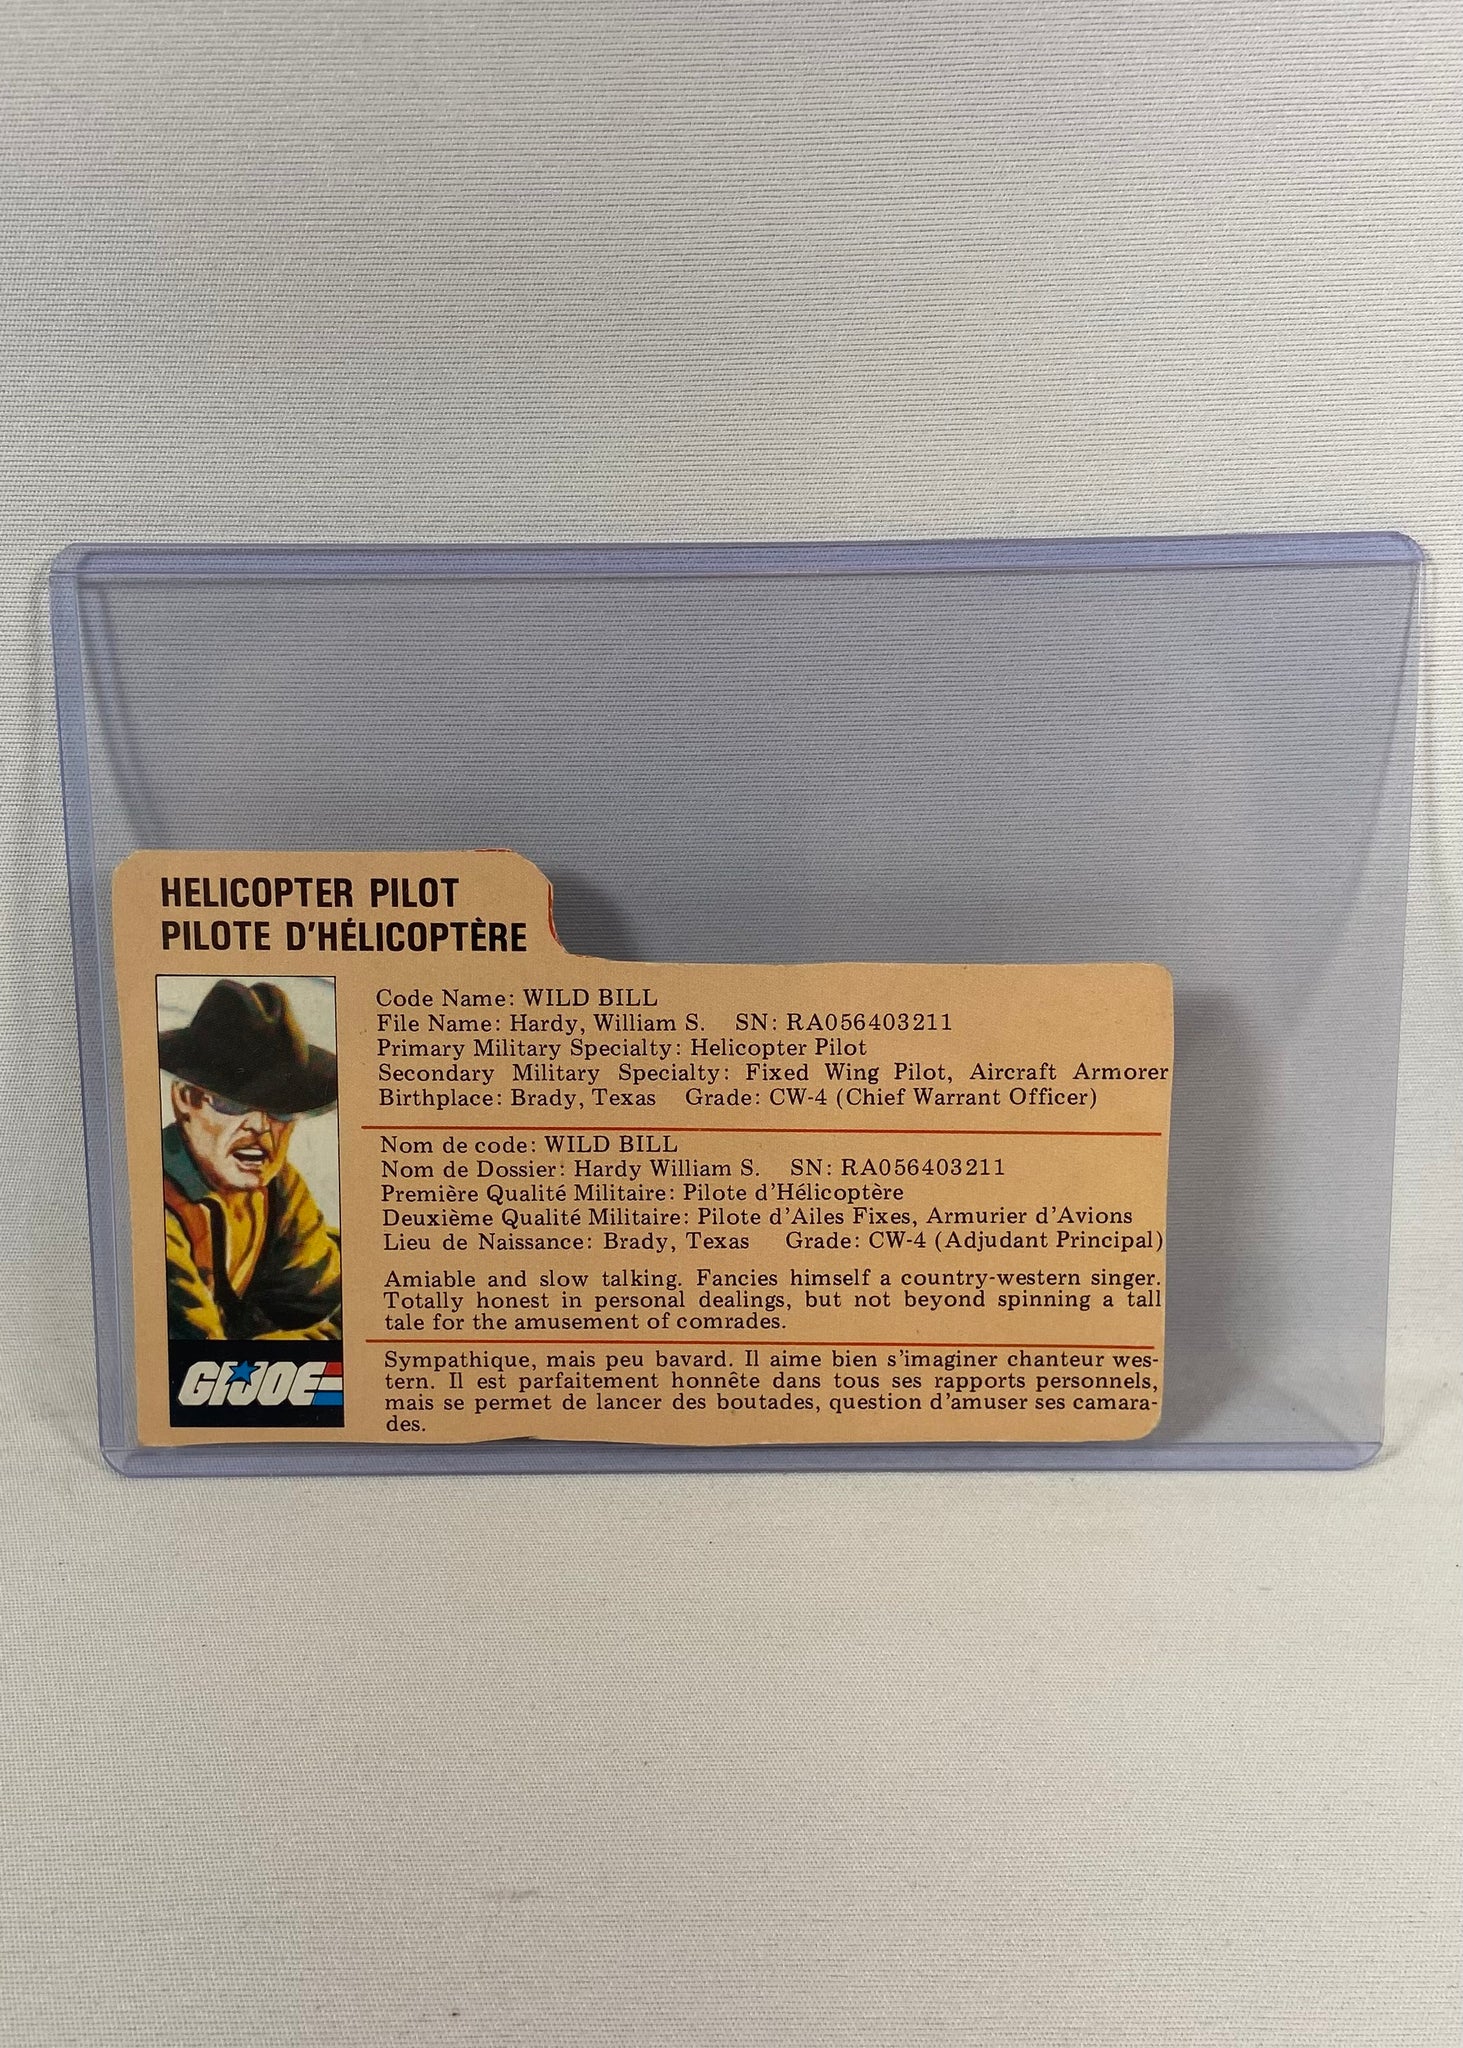 HELICOPTER PILOT
PILOTE D'HÉLICOPTÈRE
Code Name: WILD BILL
File Name: Hardy, William S. SN: RA056403211
Primary Military Specialty: Helicopter Pilot
Secondary Military Specialty: Fixed Wing Pilot, Aircraft Armorer
Birthplace: Brady, Texas Grade: CW-4 (Chief Warrant Officer)
Nom de code: WILD BILL
Nom de Dossier: Hardy William S. SN: RA056403211
Première Qualité Militaire: Pilote d'Hélicoptère
Deuxième Qualité Militaire: Pilote d'Ailes Fixes, Armurier d'Avions
Lieu de Naissance: Brady, Texas Grade: CW-4 (Adjudant Principal)
Amiable and slow talking. Fancies himself a country-western singer.
Totally honest in personal dealings, but not beyond spinning a tall
tale for the amusement of comrades.
Sympathique, mais peu bavard. Il aime bien s'imaginer chanteur wes-
tern. Il est parfaitement honnête dans tous ses rapports personnels,
mais se permet de lancer des boutades, question d'amuser ses camara-
des.
GI JOE